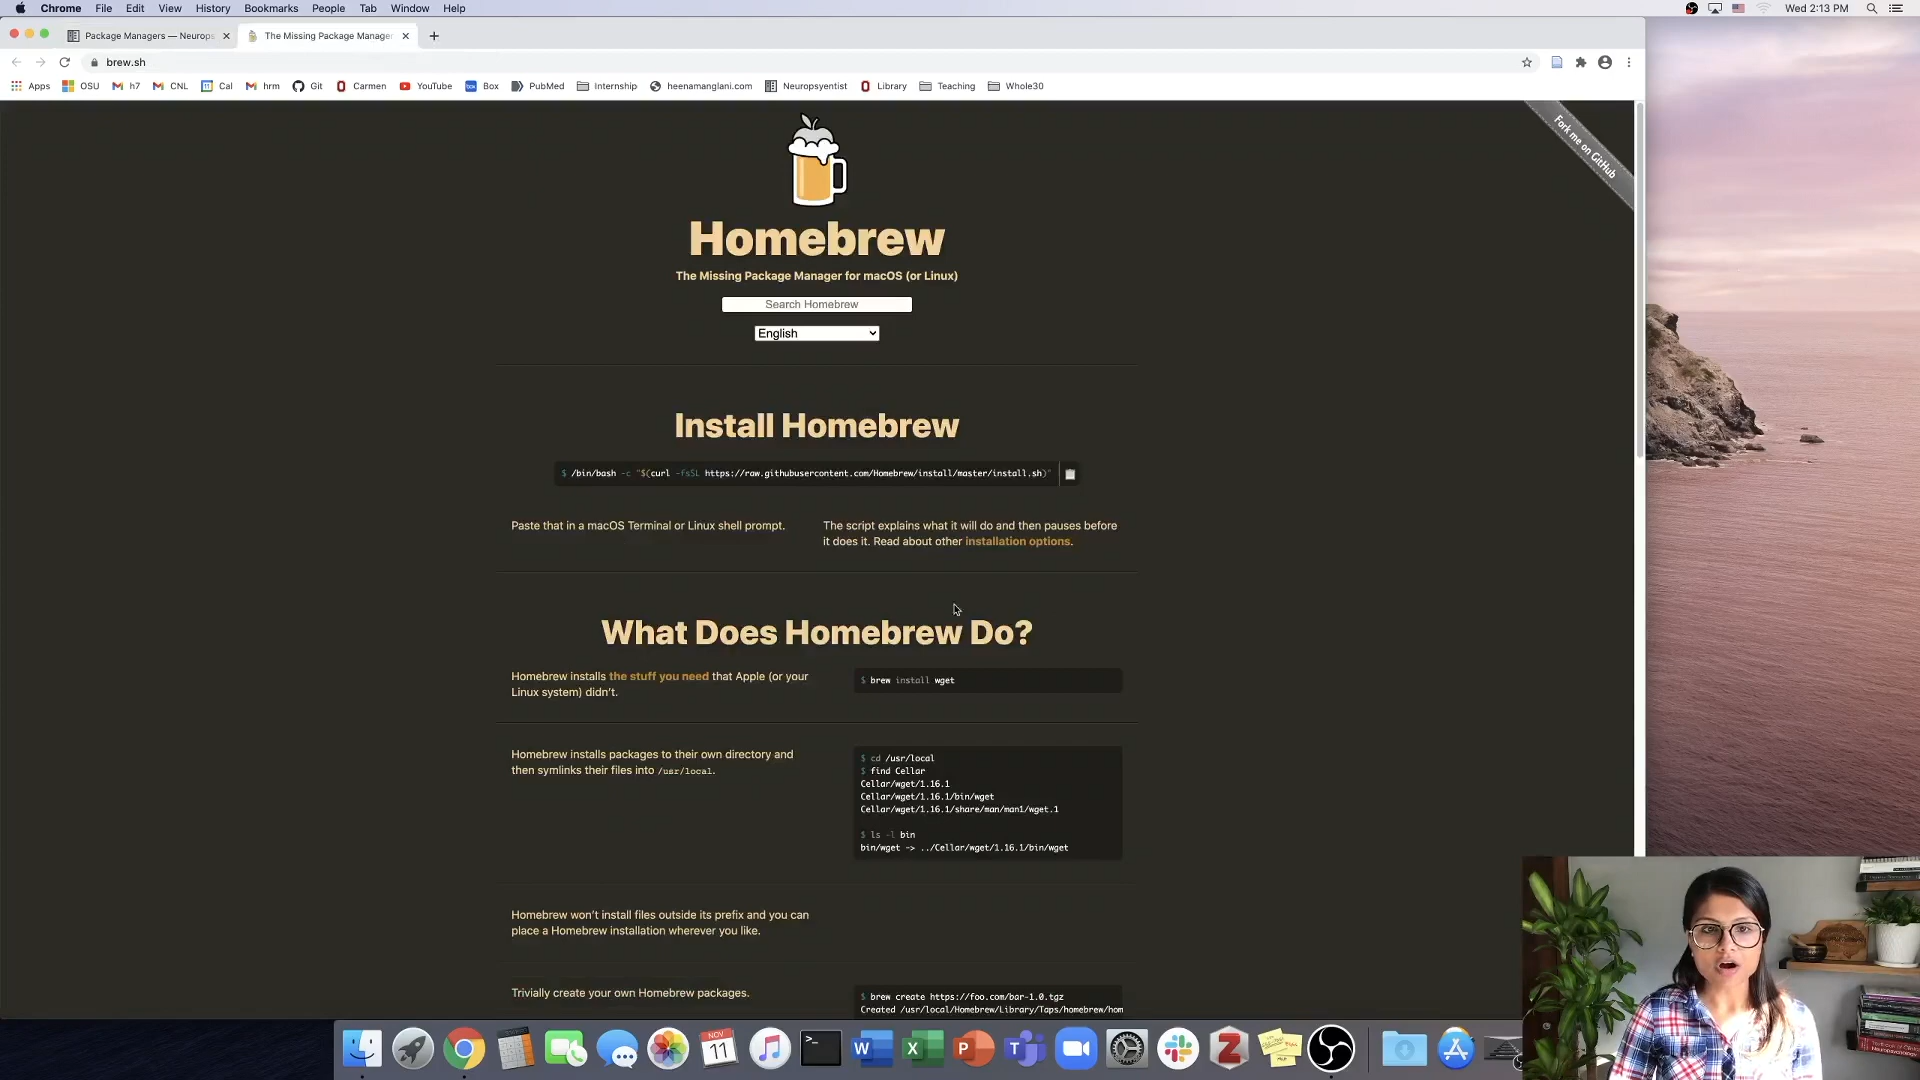 Chrome File Edit View History Bookmarks People Tab Window Help Wed 2:13 PM
Package Managers — Neurops The Missing Package Manager
brew.sh
Apps OSU h7 CNL Cal hrm Git Carmen YouTube Box PubMed Internship heenamanglani.com Neuropsyentist Library Teaching Whole30
Fork me on GitHub
Homebrew
The Missing Package Manager for macOS (or Linux)
Search Homebrew
English
Install Homebrew
$ /bin/bash -c "$(curl -fsSL https://raw.githubusercontent.com/Homebrew/install/master/install.sh)"
Paste that in a macOS Terminal or Linux shell prompt.
The script explains what it will do and then pauses before
it does it. Read about other installation options.
What Does Homebrew Do?
Homebrew installs the stuff you need that Apple (or your
Linux system) didn't.
$ brew install wget
Homebrew installs packages to their own directory and
then symlinks their files into /usr/local.
$ cd /usr/local
$ find Cellar
Cellar/wget/1.16.1
Cellar/wget/1.16.1/bin/wget
Cellar/wget/1.16.1/share/man/man1/wget.1
$ ls -l bin
bin/wget -> ../Cellar/wget/1.16.1/bin/wget
Homebrew won't install files outside its prefix and you can
place a Homebrew installation wherever you like.
Trivially create your own Homebrew packages.
$ brew create https://foo.com/bar-1.0.tgz
Created /usr/local/Homebrew/Library/Taps/homebrew/hom
NOV
11